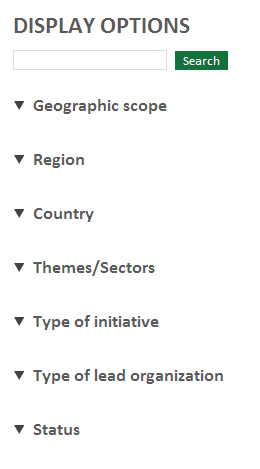 DISPLAY OPTIONS
Search
Geographic scope
Region
Country
Themes/Sectors
Type of initiative
Type of lead organization
Status